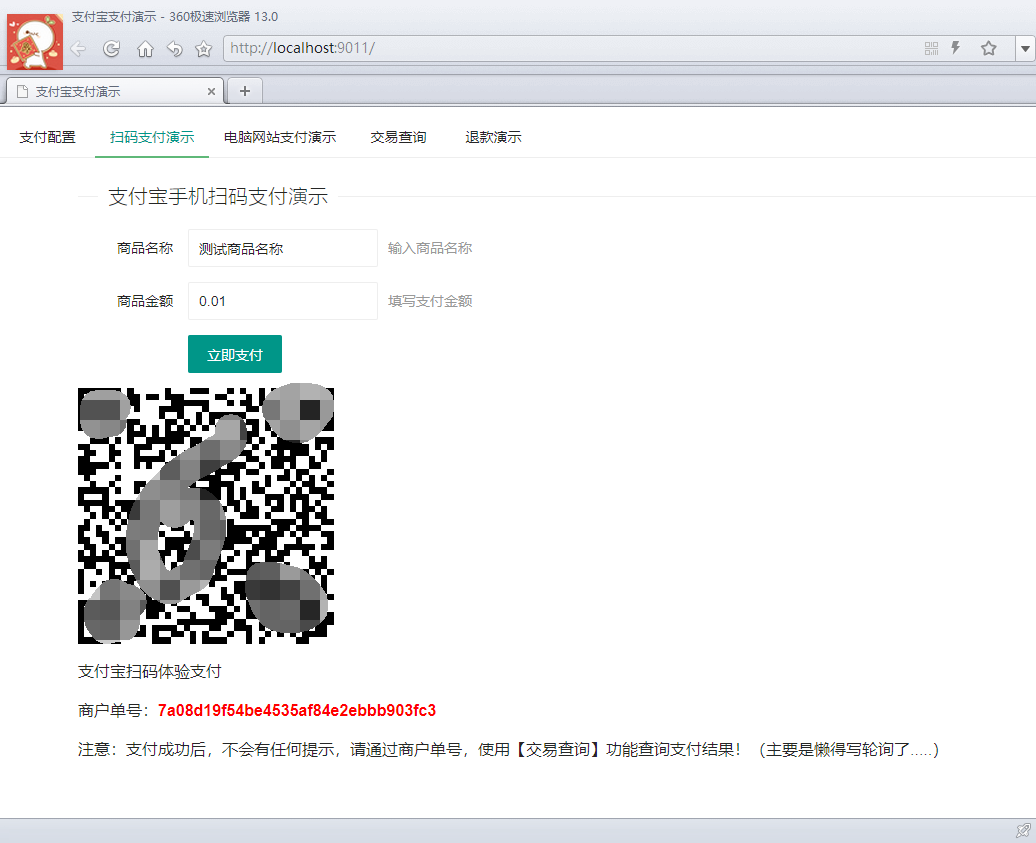 支付宝支付演示 - 360极速浏览器 13.0
http://localhost:9011/
支付宝支付演示
支付配置 扫码支付演示 电脑网站支付演示 交易查询 退款演示
支付宝手机扫码支付演示
商品名称 测试商品名称 输入商品名称
商品金额 0.01 填写支付金额
立即支付
支付宝扫码体验支付
商户单号：7a08d19f54be4535af84e2ebbb903fc3
注意：支付成功后，不会有任何提示，请通过商户单号，使用【交易查询】功能查询支付结果！（主要是懒得写轮询了.....）